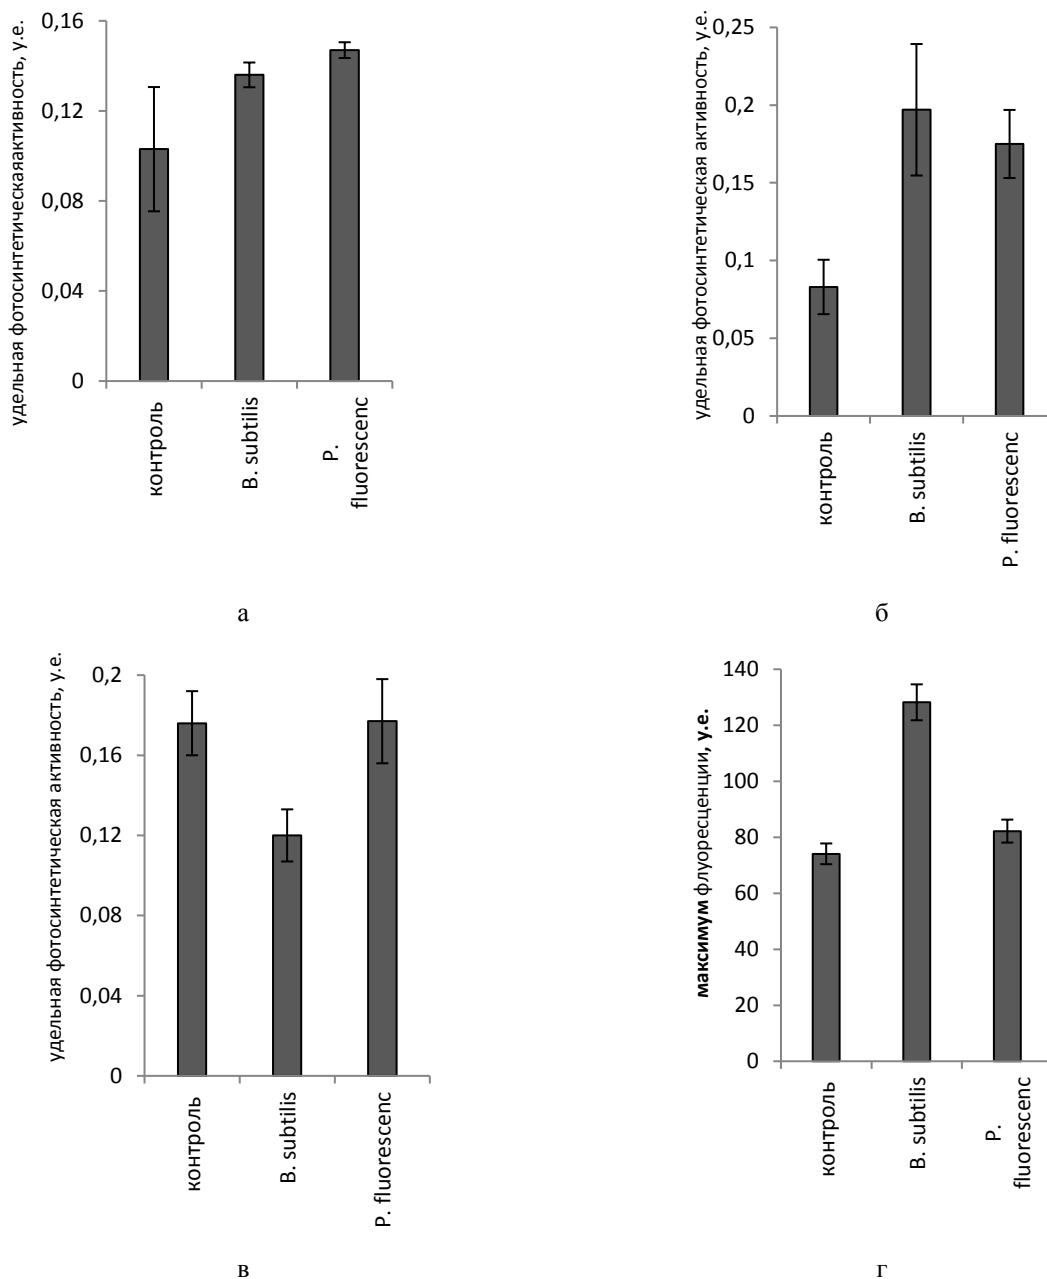 удельная фотосинтетическаяактивность, у.е.
0,16
0,12
0,08
0,04
0
контроль
B. subtilis
P.
fluorescenc
а
удельная фотосинтетическая активность, у.е.
0,25
0,2
0,15
0,1
0,05
0
контроль
B. subtilis
P. fluorescenc
б
удельная фотосинтетическая активность, у.е.
0,2
0,16
0,12
0,08
0,04
0
контроль
B. subtilis
P. fluorescenc
в
максимум флуоресценции, у.е.
140
120
100
80
60
40
20
0
контроль
B. subtilis
P.
fluorescenc
г